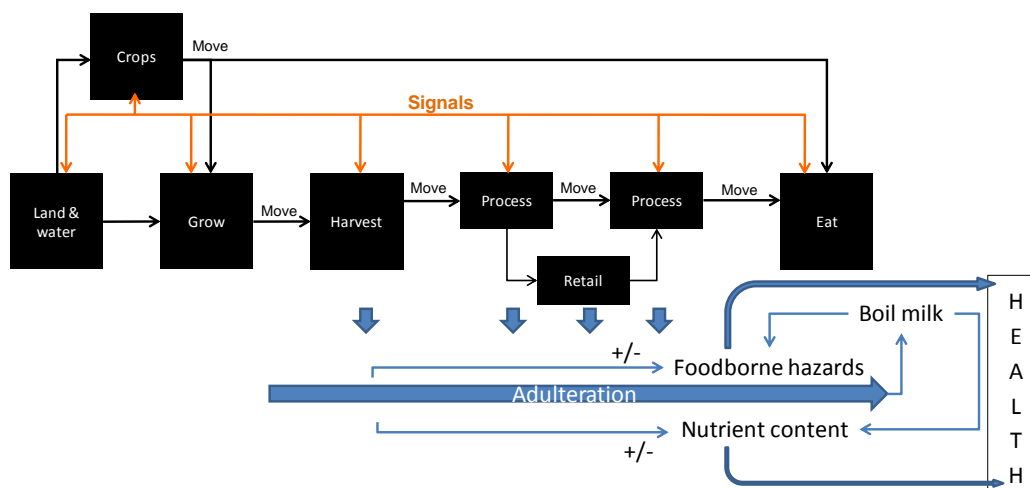 Crops
Move
Signals
Land &
water
Grow
Move
Harvest
Move
Process
Move
Process
Move
Eat
Retail
Boil milk
+/-
Foodborne hazards
Adulteration
Nutrient content
+/-
H
E
A
L
T
H